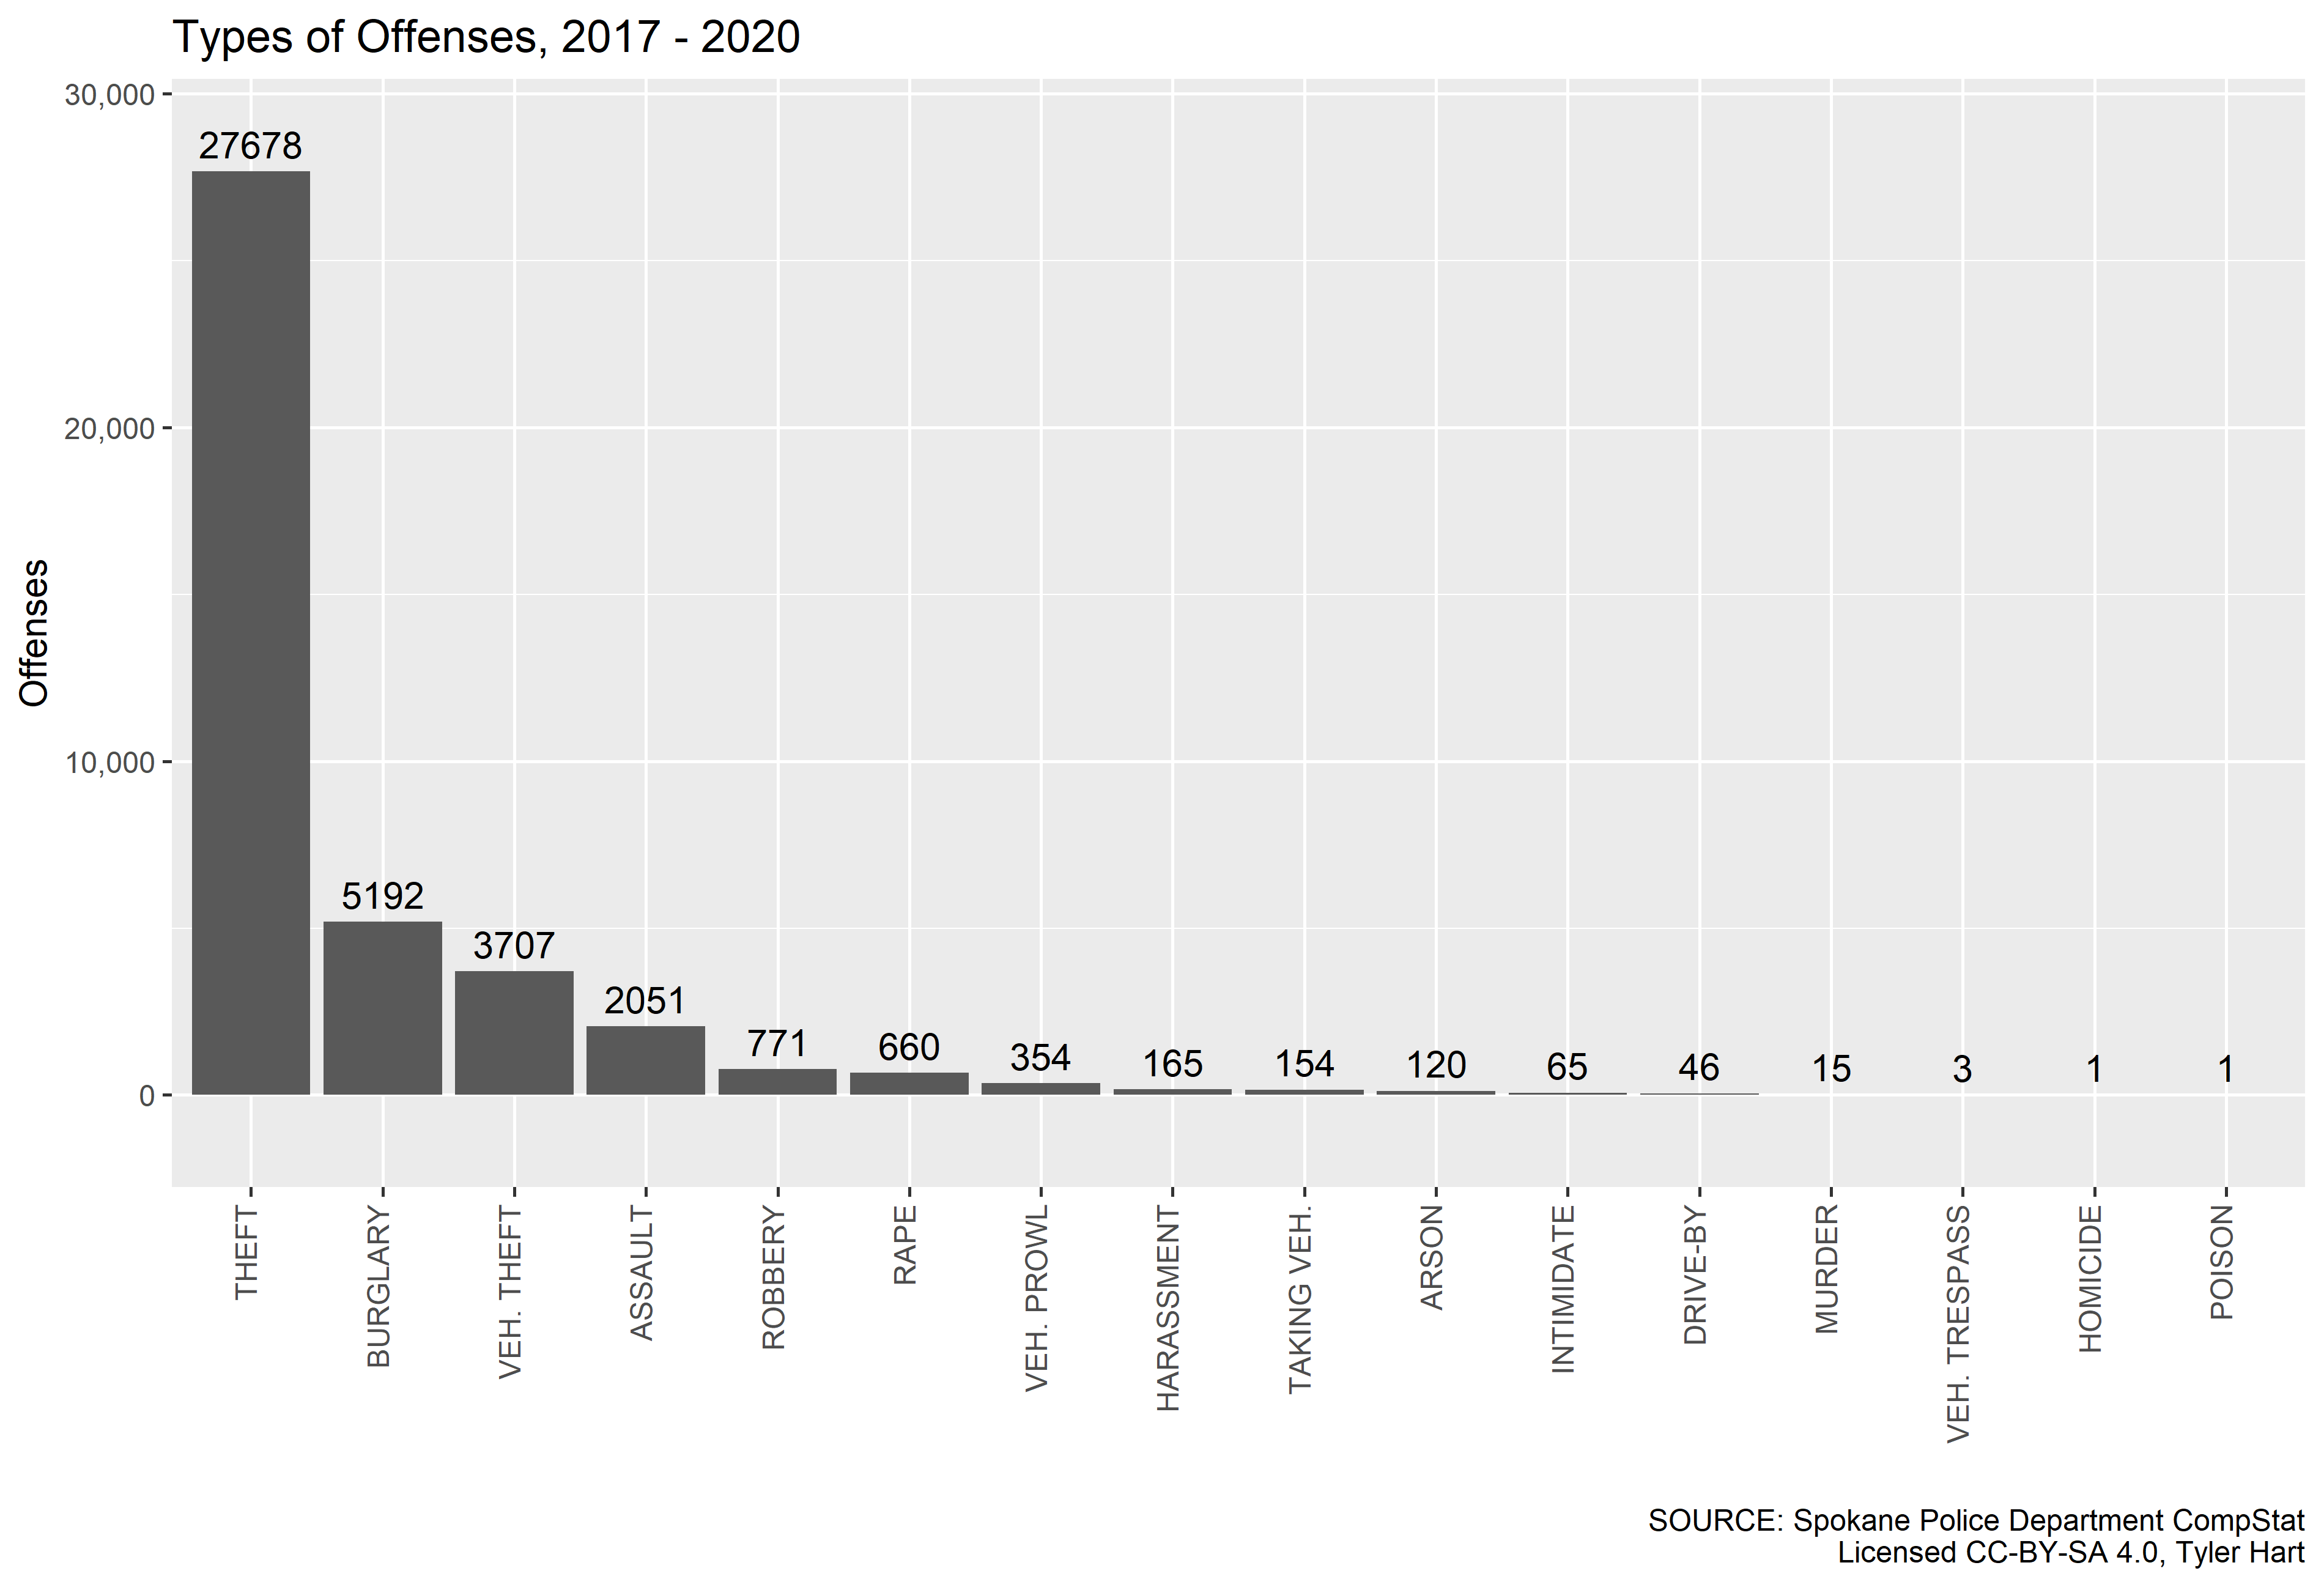 Types of Offenses, 2017 - 2020
Offenses
30,000
20,000
10,000
0
27678
5192
3707
2051
771
660
354
165
154
120
65
46
15
3
1
1
THEFT
BURGLARY
VEH. THEFT
ASSAULT
ROBBERY
RAPE
VEH. PROWL
HARASSMENT
TAKING VEH.
ARSON
INTIMIDATE
DRIVE-BY
MURDER
VEH. TRESPASS
HOMICIDE
POISON
SOURCE: Spokane Police Department CompStat
Licensed CC-BY-SA 4.0, Tyler Hart